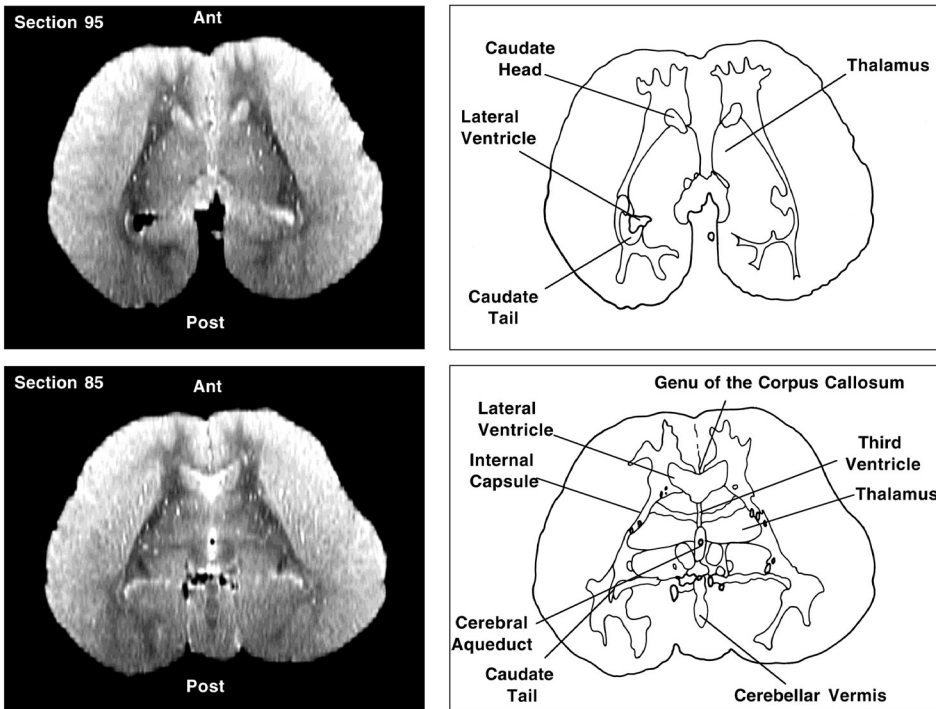 Section 95
Ant
Post
Caudate
Head
Thalamus
Lateral
Ventricle
Caudate
Tail
Section 85
Ant
Post
Genu of the Corpus Callosum
Lateral
Ventricle
Internal
Capsule
Third
Ventricle
Thalamus
Cerebral
Aqueduct
Caudate
Tail
Cerebellar Vermis